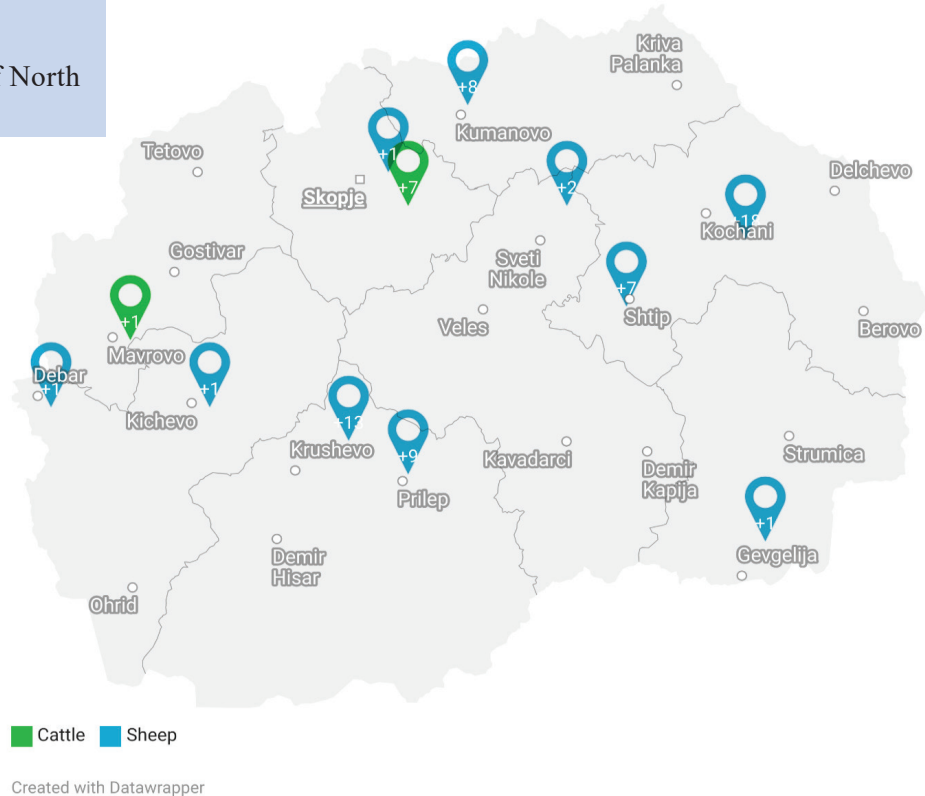 f North
Kriva
Palanka
+8
Kumanovo
+1
Tetovo
+7
+2
Delchevo
Skopje
+18
Kochani
Gostivar
Sveti
Nikole
+7
Shtip
+1
Veles
Berovo
Mavrovo
Debar
+1
+1
Kichevo
+13
Krushevo
+9
Kavadarci
Strumica
Demir
Kapija
Prilep
+1
Gevgelija
Demir
Hisar
Ohrid
Cattle Sheep
Created with Datawrapper